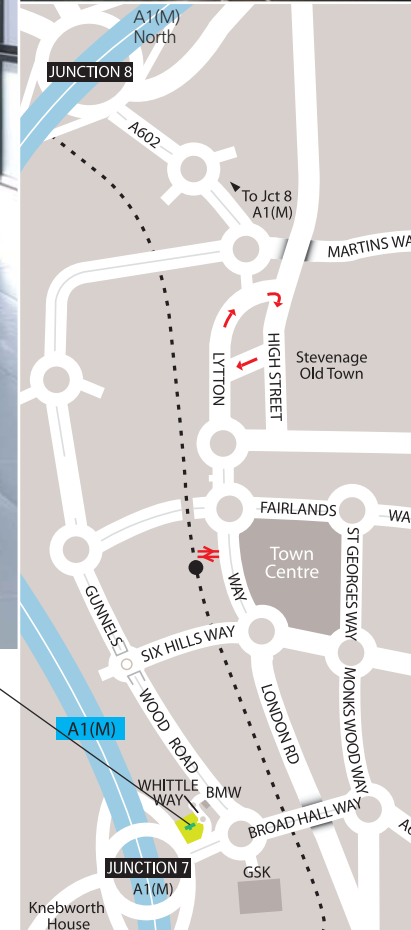 A1(M)
North
JUNCTION 8
A602
To Jct 8
A1(M)
MARTINS WA
LYTTON
HIGH STREET
Stevenage
Old Town
FAIRLANDS
WA
Town
Centre
ST GEORGES WAY
WAY
GUNNELS
SIX HILLS WAY
WOOD ROAD
LONDON RD
MONKS WOOD WAY
A1(M)
WHITTLE
WAY
BMW
BROAD HALL WAY
A6
JUNCTION 7
A1(M)
GSK
Knebworth
House